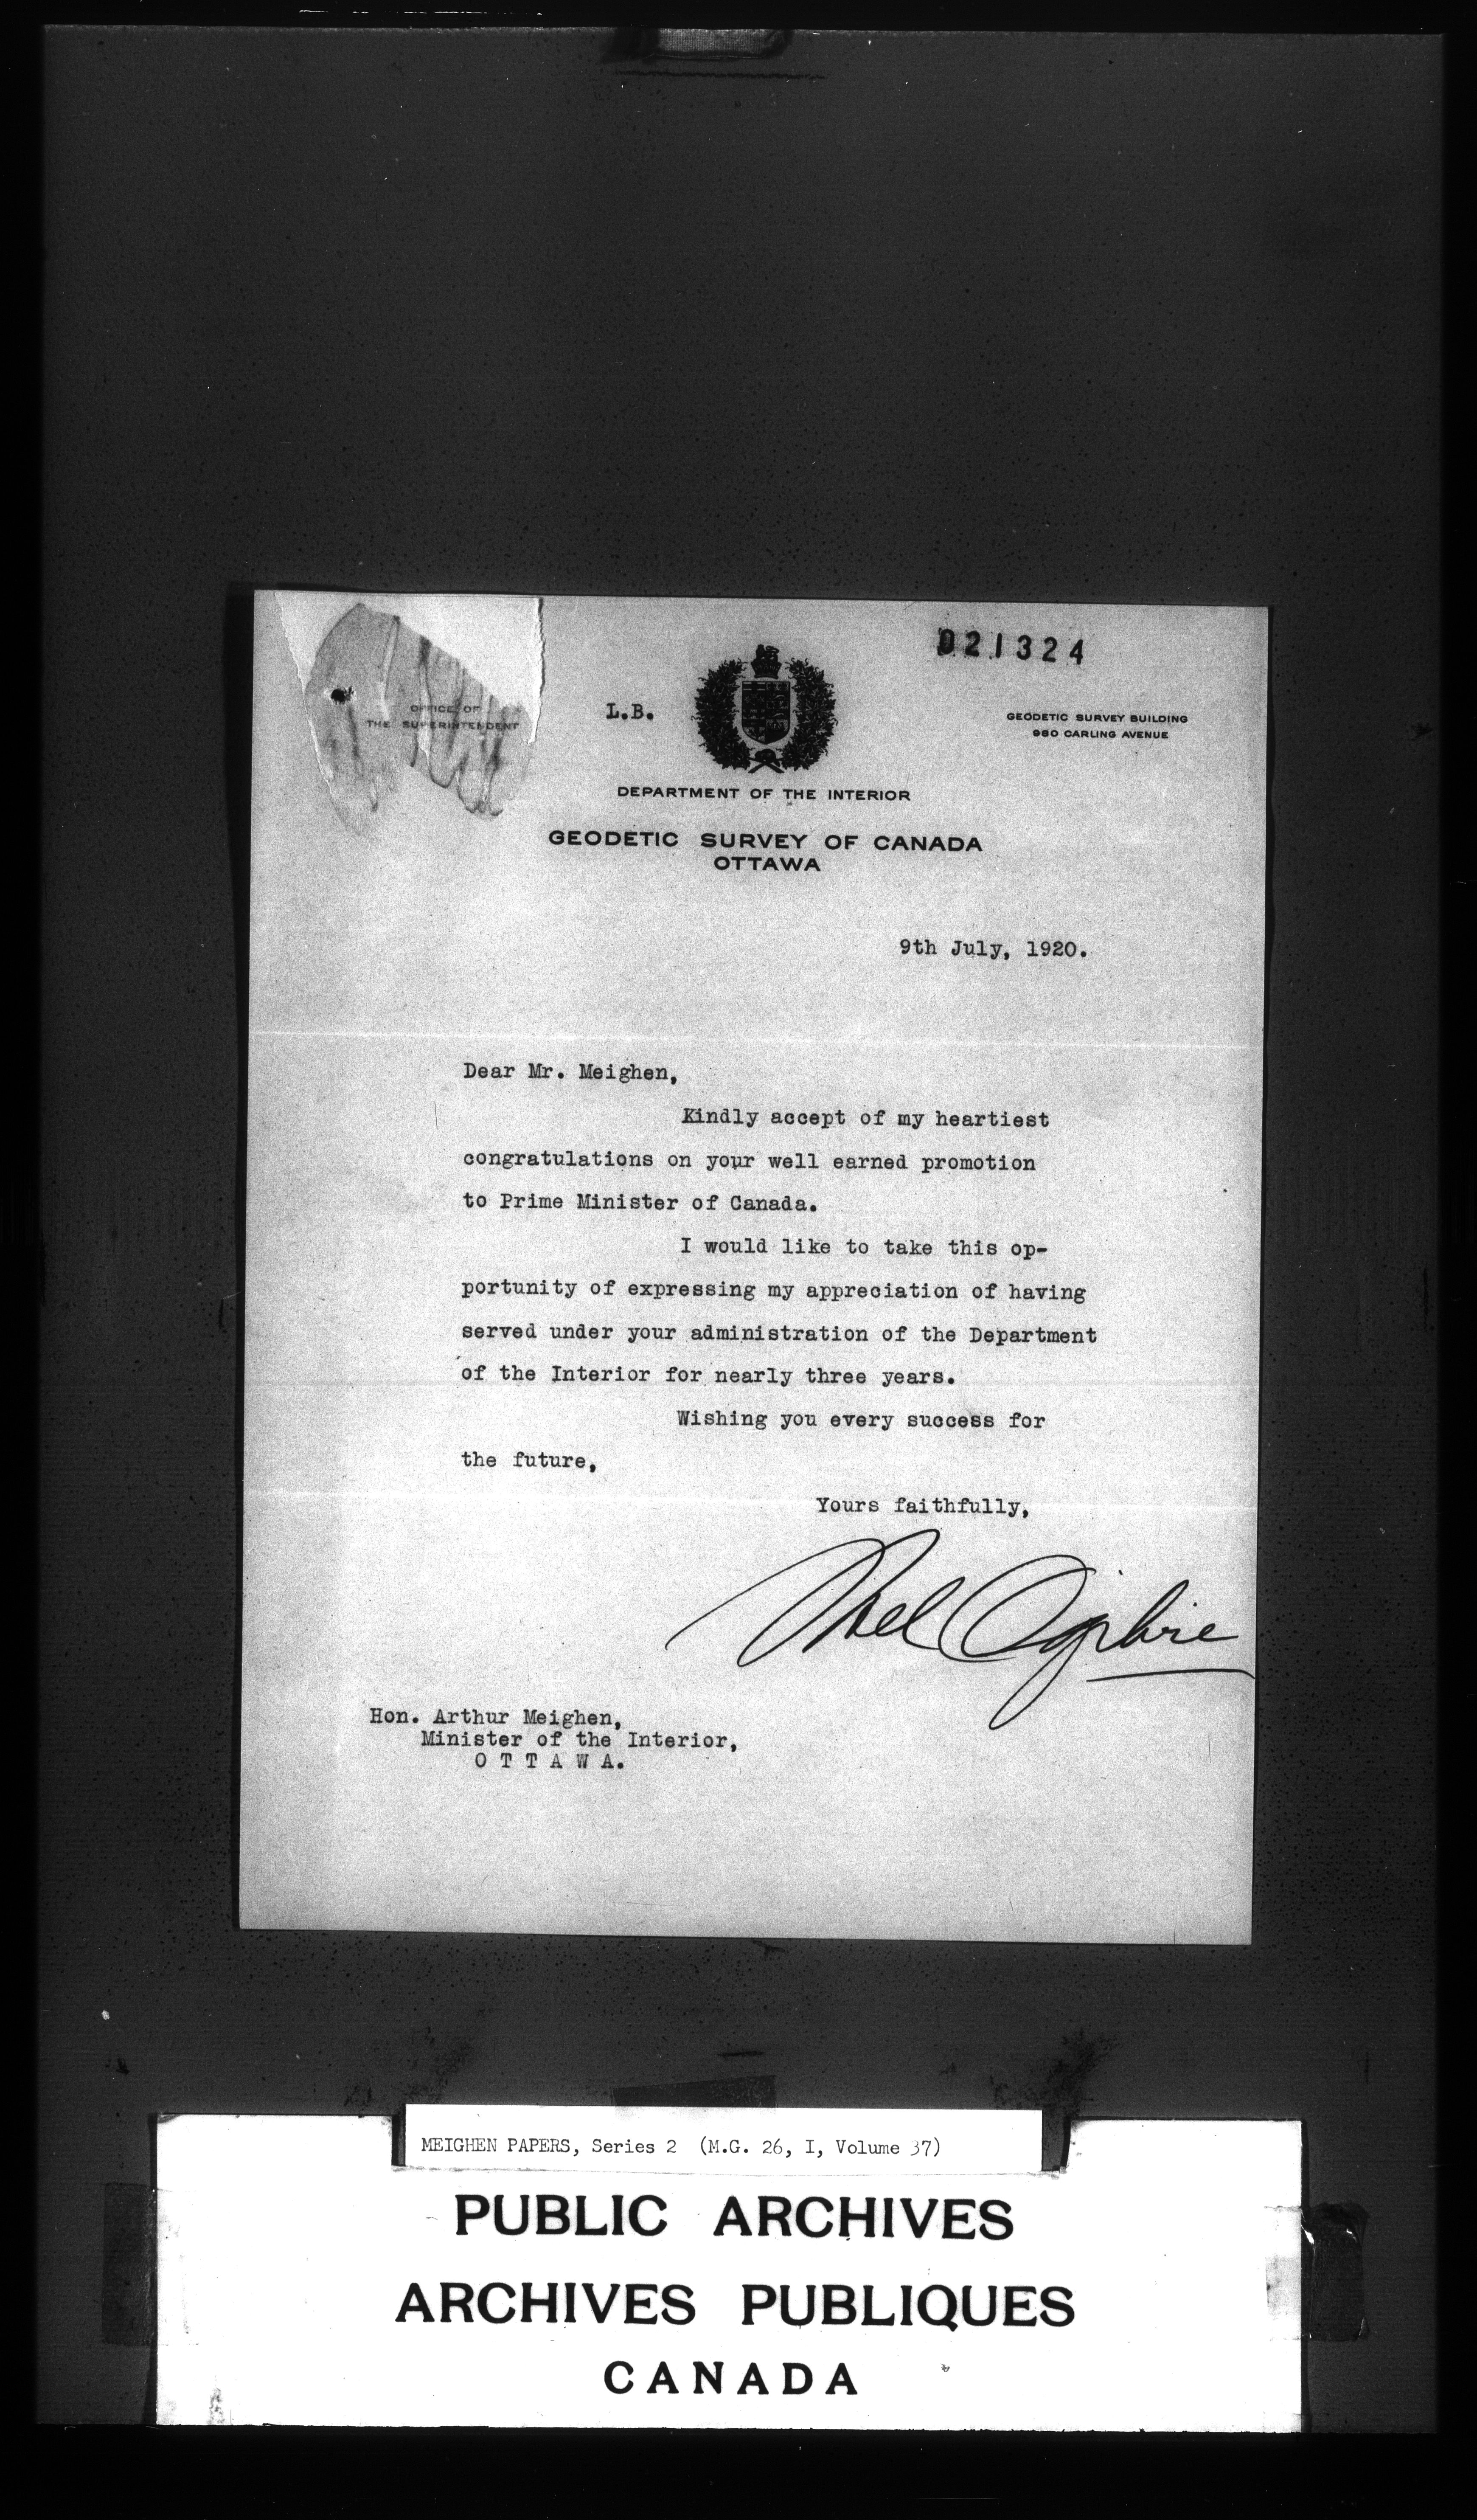 021324
OFFICE OF
THE SUPERINTENDENT
L.B.
GEODETIC SURVEY BUILDING
960 CARLING AVENUE
DEPARTMENT OF THE INTERIOR
GEODETIC SURVEY OF CANADA
OTTAWA
9th July, 1920.
Dear Mr. Meighen,
Kindly accept of my heartiest
congratulations on your well earned promotion
to Prime Minister of Canada.
I would like to take this op-
portunity of expressing my appreciation of having
served under your administration of the Department
of the Interior for nearly three years.
Wishing you every success for
the future,
Yours faithfully,
Noel Ogilvie
Hon. Arthur Meighen,
Minister of the Interior,
O T T A W A.
MEIGHEN PAPERS, Series 2 (M.G. 26, I, Volume 37)
PUBLIC ARCHIVES
ARCHIVES PUBLIQUES
CANADA